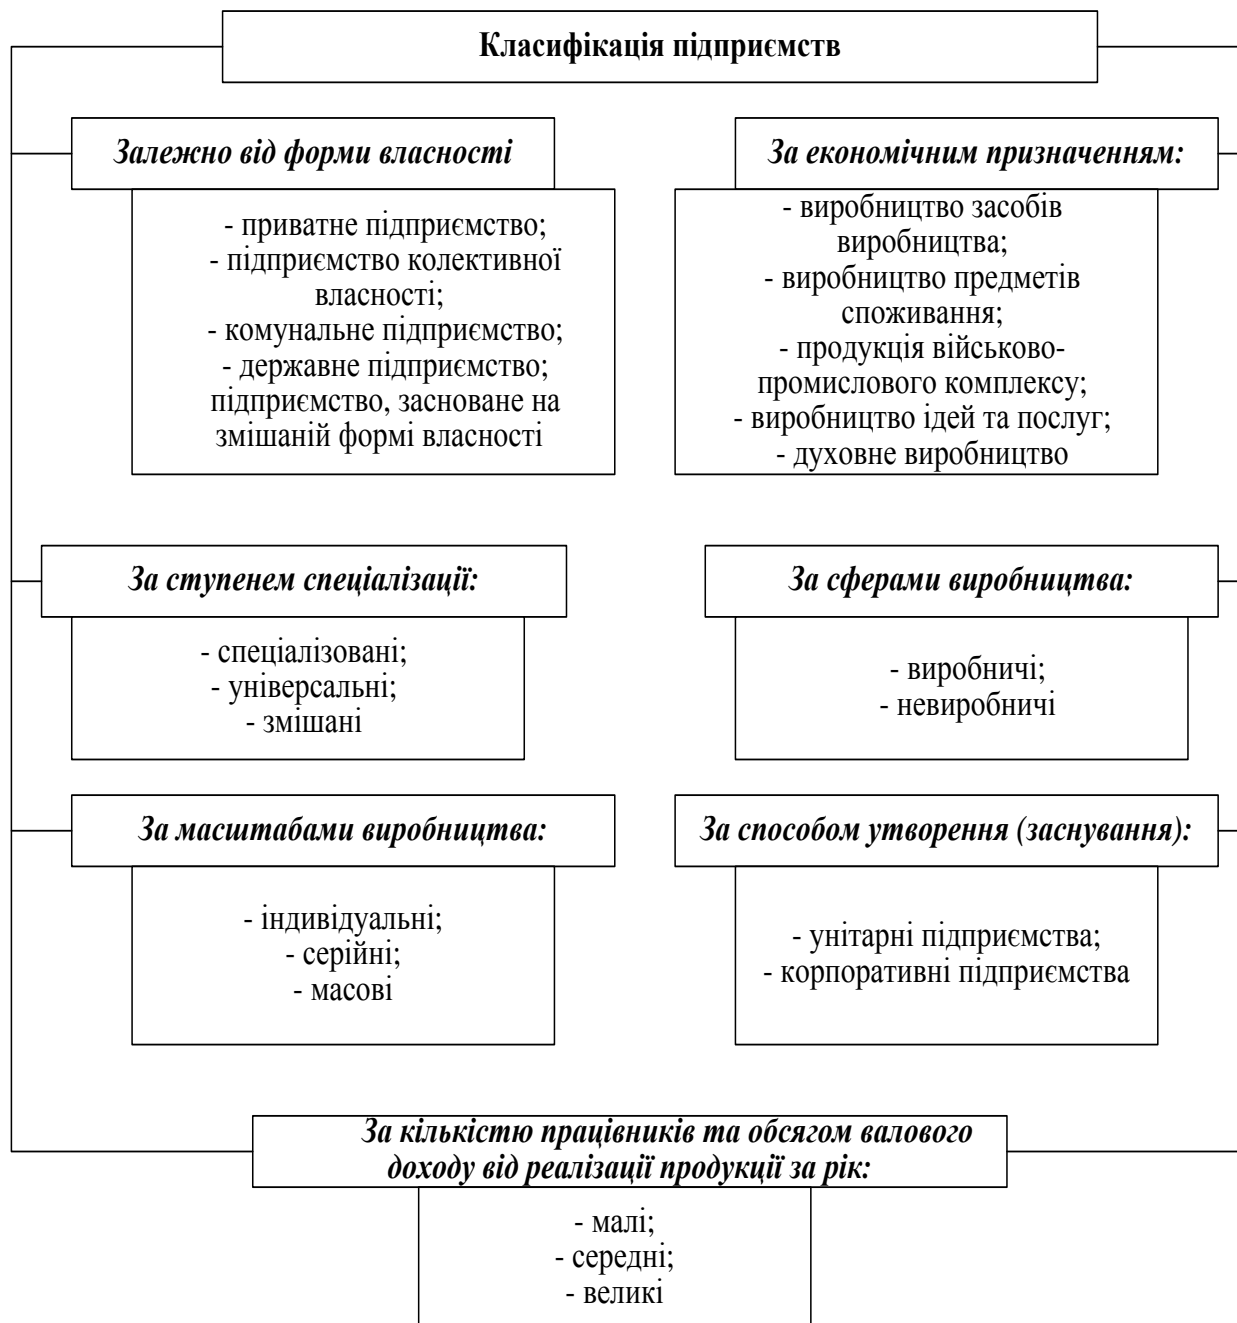 Класифікація підприємств
Залежно від форми власності
- приватне підприємство;
- підприємство колективної
власності;
- комунальне підприємство;
- державне підприємство;
підприємство, засноване на
змішаній формі власності
За економічним призначенням:
- виробництво засобів
виробництва;
- виробництво предметів
споживання;
- продукція військово-
промислового комплексу;
- виробництво ідей та послуг;
- духовне виробництво
За ступенем спеціалізації:
- спеціалізовані;
- універсальні;
- змішані
За сферами виробництва:
- виробничі;
- невиробничі
За масштабами виробництва:
- індивідуальні;
- серійні;
- масові
За способом утворення (заснування):
- унітарні підприємства;
- корпоративні підприємства
За кількістю працівників та обсягом валового
доходу від реалізації продукції за рік:
- малі;
- середні;
- великі